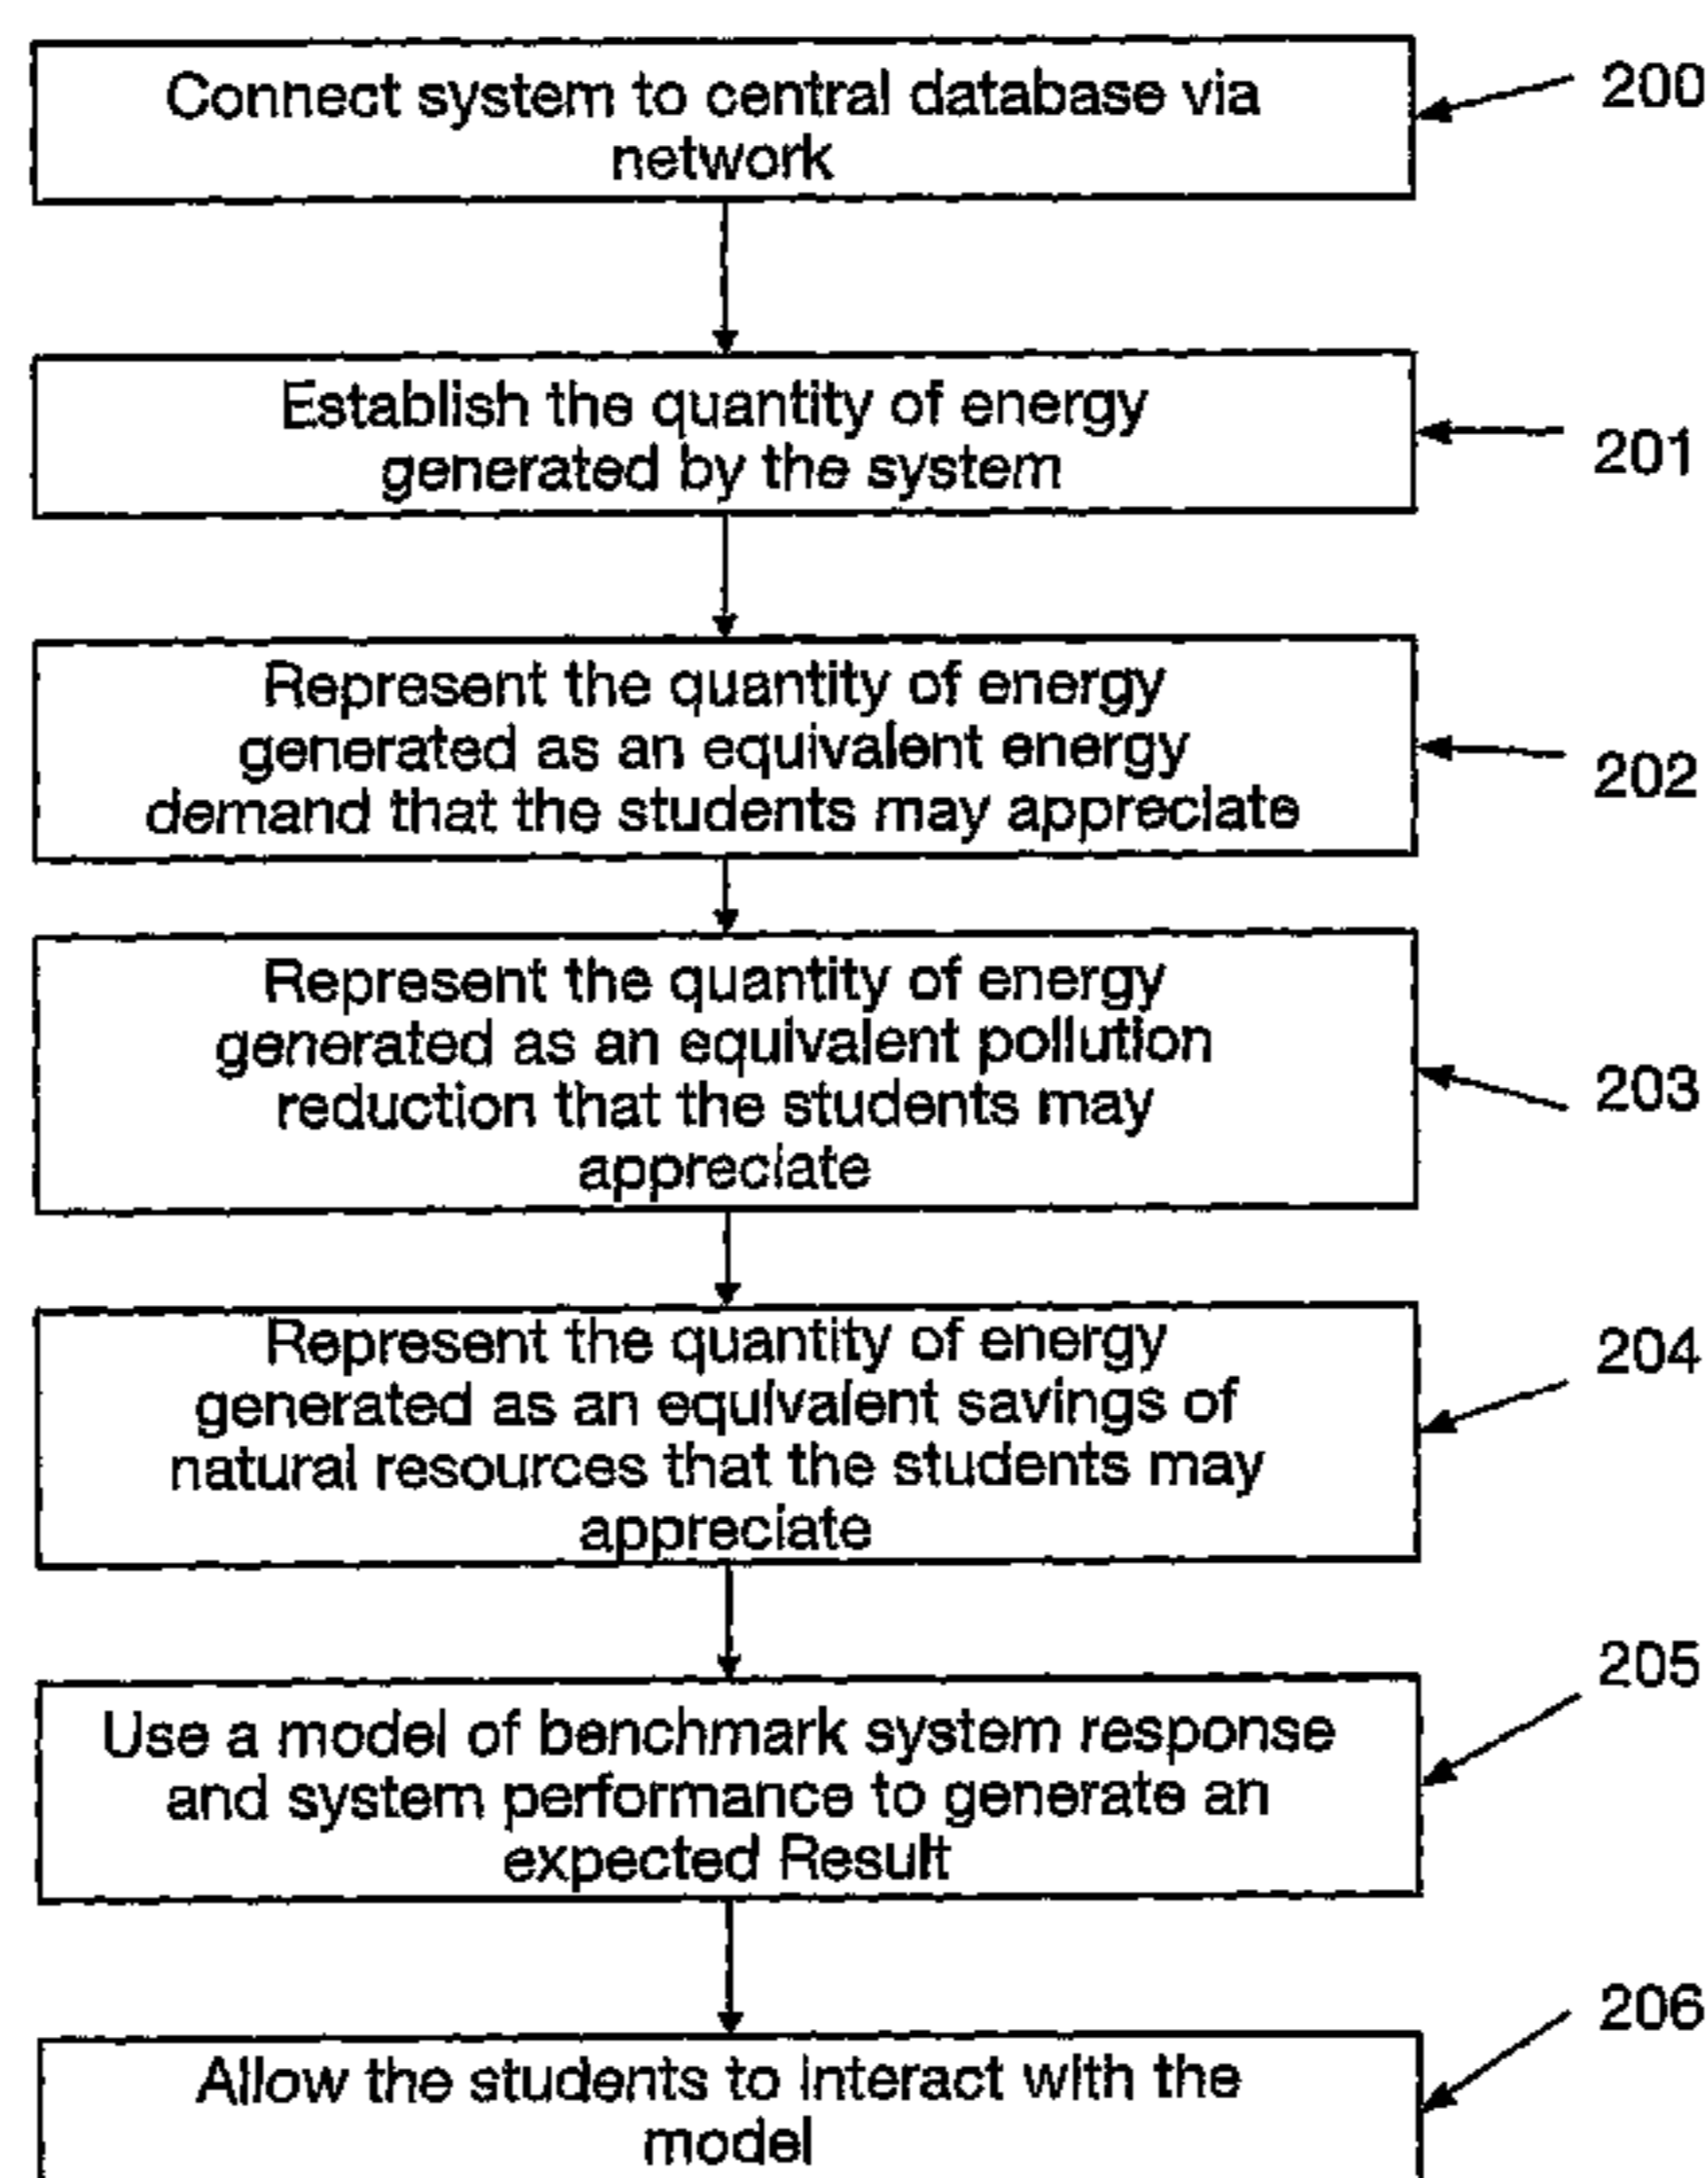 Connect system to central database via
network
200
Establish the quantity of energy
generated by the system
201
Represent the quantity of energy
generated as an equivalent energy
demand that the students may appreciate
202
Represent the quantity of energy
generated as an equivalent pollution
reduction that the students may
appreciate
203
Represent the quantity of energy
generated as an equivalent savings of
natural resources that the students may
appreciate
204
Use a model of benchmark system response
and system performance to generate an
expected Result
205
Allow the students to interact with the
model
206